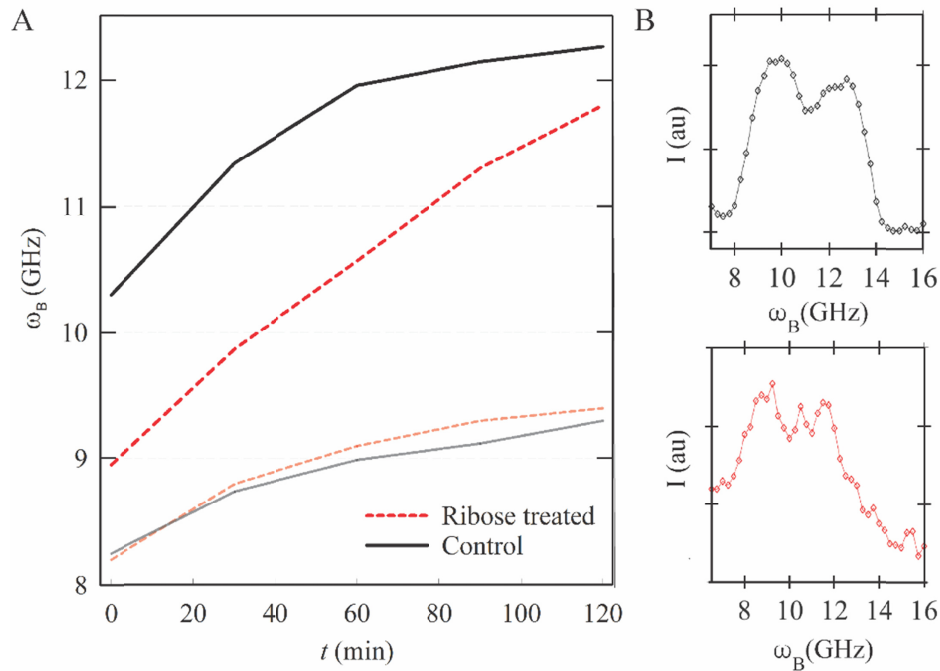 A
ω_B (GHz)
12
11
10
9
8
0 20 40 60 80 100 120
t (min)
Ribose treated
Control
B
I (au)
8 10 12 14 16
ω_B(GHz)
I (au)
8 10 12 14 16
ω_B(GHz)